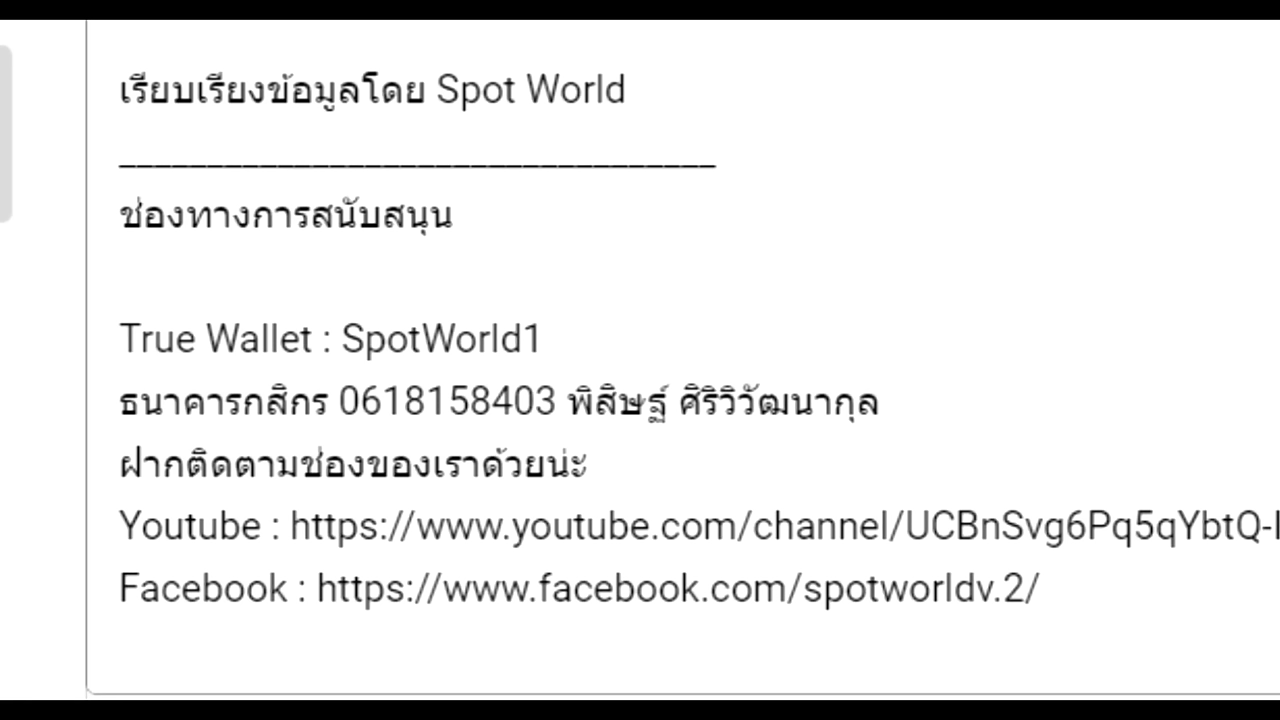 เรียบเรียงข้อมูลโดย Spot World
__________________________________
ช่องทางการสนับสนุน
True Wallet : SpotWorld1
ธนาคารกสิกร 0618158403 พิสิษฐ์ ศิริวิวัฒนากุล
ฝากติดตามช่องของเราด้วยน่ะ
Youtube : https://www.youtube.com/channel/UCBnSvg6Pq5qYbtQ-
Facebook : https://www.facebook.com/spotworldv.2/